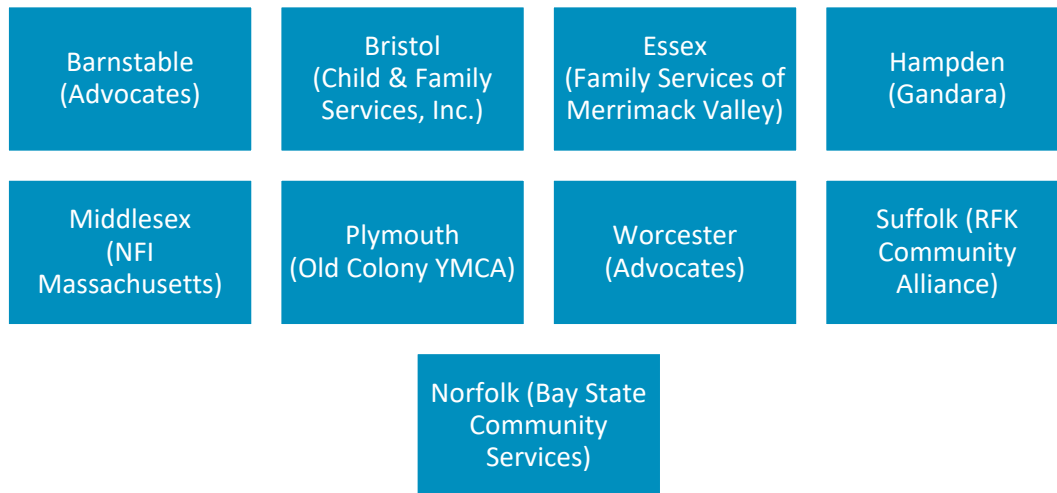 Barnstable
(Advocates)
Bristol
(Child & Family
Services, Inc.)
Essex
(Family Services of
Merrimack Valley)
Hampden
(Gandara)
Middlesex
(NFI
Massachusetts)
Plymouth
(Old Colony YMCA)
Worcester
(Advocates)
Suffolk (RFK
Community
Alliance)
Norfolk (Bay State
Community
Services)